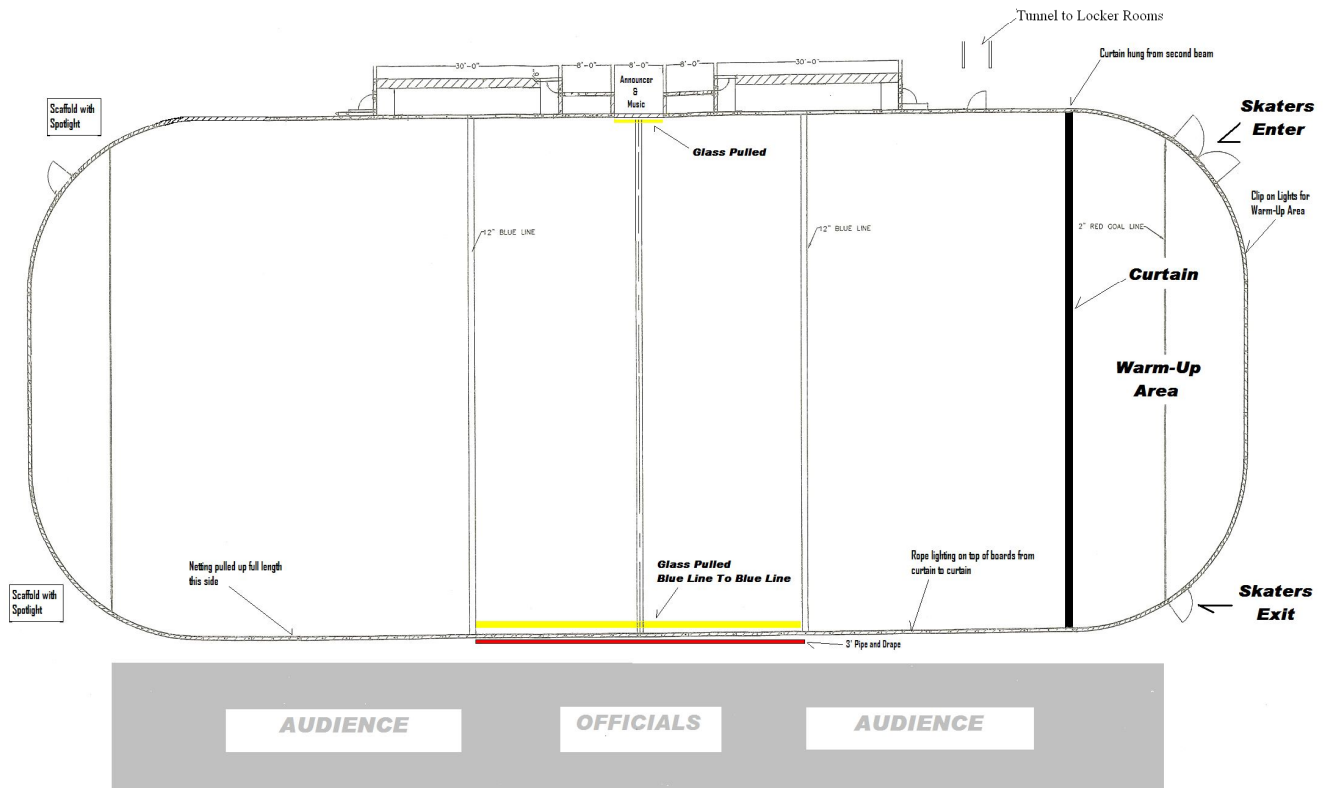 Tunnel to Locker Rooms
Curtain hung from second beam
30'-0"
8'-0"
8'-0"
8'-0"
30'-0"
Announcer
&
Music
Scaffold with
Spotlight
Skaters
Enter
Glass Pulled
Clip on Lights for
Warm-Up Area
12" BLUE LINE
12" BLUE LINE
2" RED GOAL LINE
Curtain
Warm-Up
Area
Netting pulled up full length
this side
Glass Pulled
Blue Line To Blue Line
Rope lighting on top of boards from
curtain to curtain
Scaffold with
Spotlight
Skaters
Exit
3' Pipe and Drape
AUDIENCE
OFFICIALS
AUDIENCE